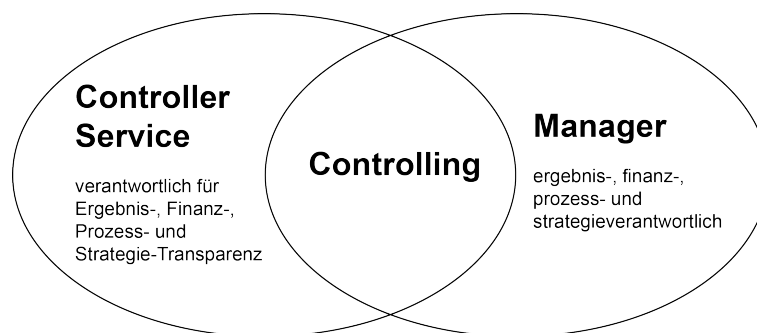 Controller
Service
verantwortlich für
Ergebnis-, Finanz-,
Prozess- und
Strategie-Transparenz
Controlling
Manager
ergebnis-, finanz-,
prozess- und
strategieverantwortlich